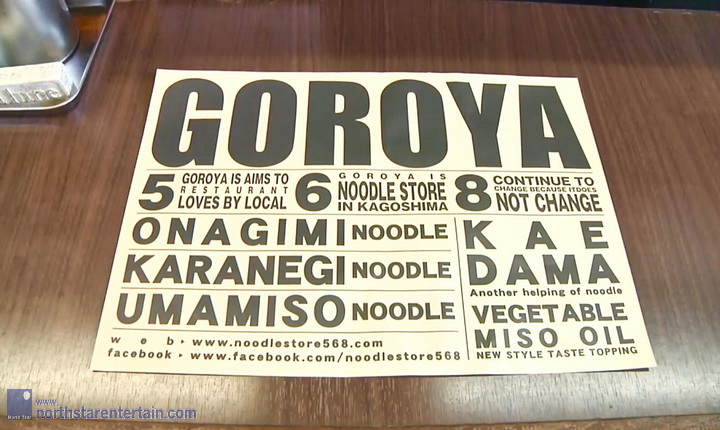 GOROYA
5 GOROYA IS AIMS TO
RESTAURANT
LOVES BY LOCAL
6 GOROYA IS
NOODLE STORE
IN KAGOSHIMA
8 CONTINUE TO
CHANGE BECAUSE ITDOES
NOT CHANGE
ONAGIMI NOODLE
KARANEGI NOODLE
UMAMISO NOODLE
KAE
DAMA
Another helping of noodle
VEGETABLE
MISO OIL
NEW STYLE TASTE TOPPING
web▸www.noodlestore568.com
facebook▸www.facebook.com/noodlestore568
www.
northstarentertain.com